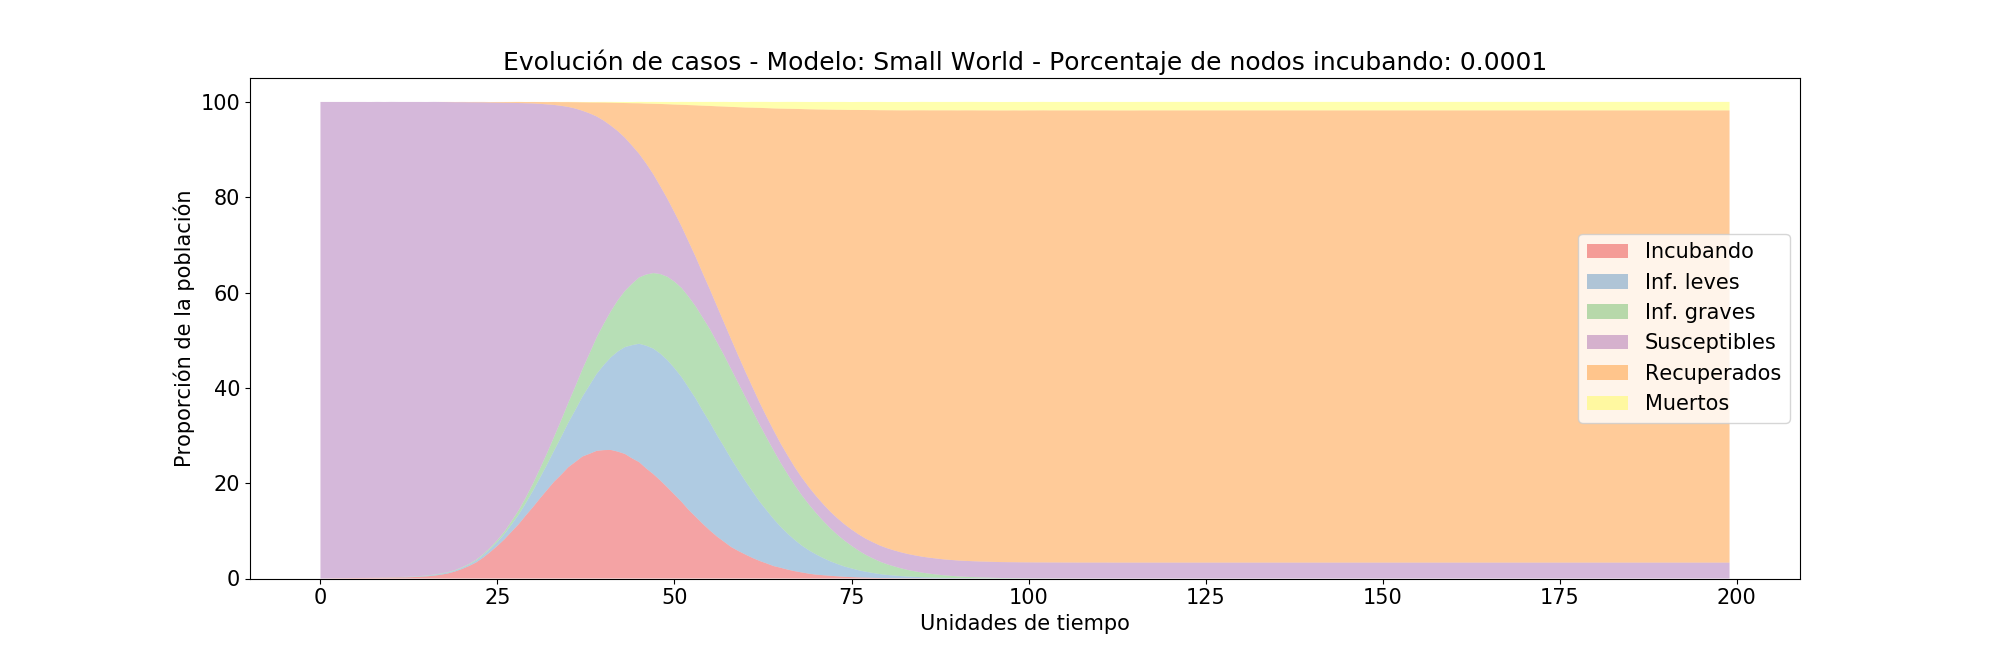 Evolución de casos - Modelo: Small World - Porcentaje de nodos incubando: 0.0001
Proporción de la población
100
80
60
40
20
0
Incubando
Inf. leves
Inf. graves
Susceptibles
Recuperados
Muertos
0 25 50 75 100 125 150 175 200
Unidades de tiempo